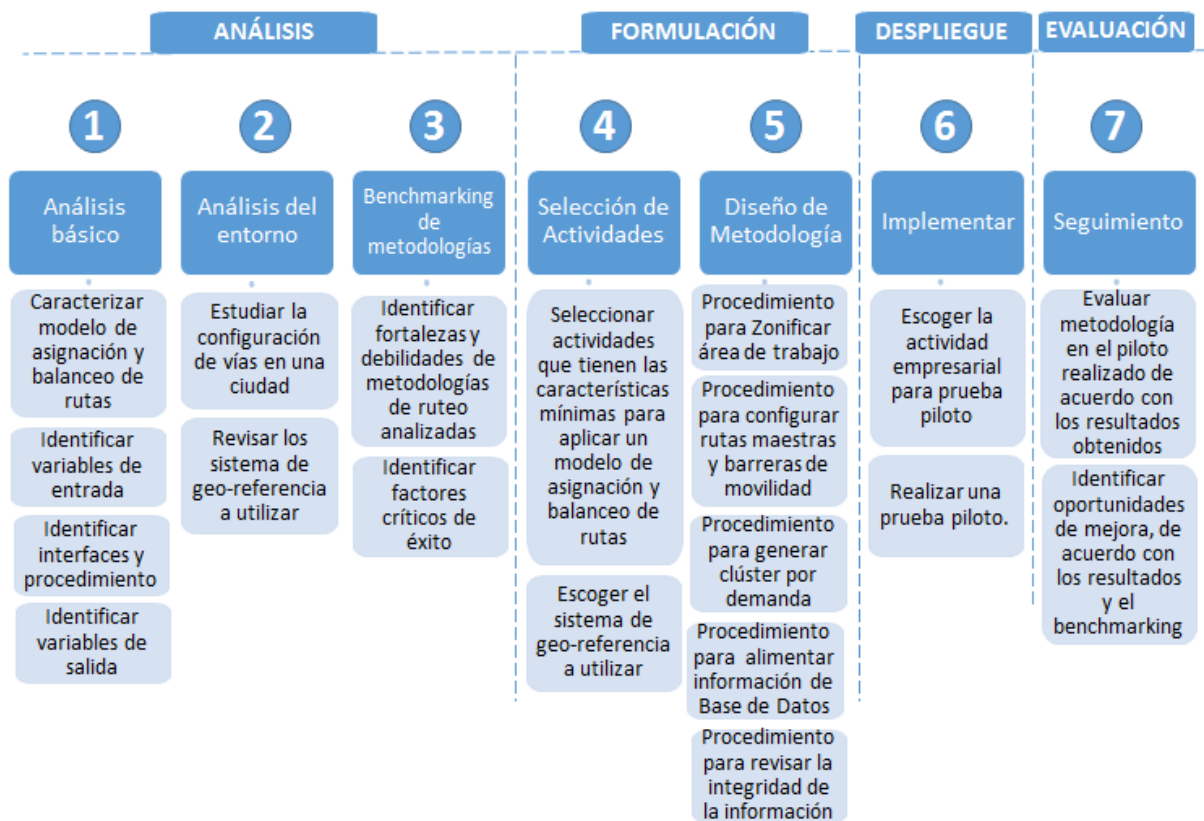 ANÁLISIS
FORMULACIÓN
DESPLIEGUE
EVALUACIÓN
1
2
3
4
5
6
7
Análisis
básico
Análisis del
entorno
Benchmarking
de
metodologías
Selección de
Actividades
Diseño de
Metodología
Implementar
Seguimiento
Caracterizar
modelo de
asignación y
balanceo de
rutas
Identificar
variables de
entrada
Identificar
interfaces y
procedimiento
Identificar
variables de
salida
Estudiar la
configuración
de vías en una
ciudad
Revisar los
sistema de
geo-referencia
a utilizar
Identificar
fortalezas y
debilidades de
metodologías
de ruteo
analizadas
Identificar
factores
críticos de
éxito
Seleccionar
actividades
que tienen las
características
mínimas para
aplicar un
modelo de
asignación y
balanceo de
rutas
Escoger el
sistema de
geo-referencia
a utilizar
Procedimiento
para Zonificar
área de trabajo
Procedimiento
para configurar
rutas maestras
y barreras de
movilidad
Procedimiento
para generar
clúster por
demanda
Procedimiento
para alimentar
información de
Base de Datos
Procedimiento
para revisar la
integridad de
la información
Escoger la
actividad
empresarial
para prueba
piloto
Realizar una
prueba piloto.
Evaluar
metodología
en el piloto
realizado de
acuerdo con
los resultados
obtenidos
Identificar
oportunidades
de mejora, de
acuerdo con
los resultados
y el
benchmarking